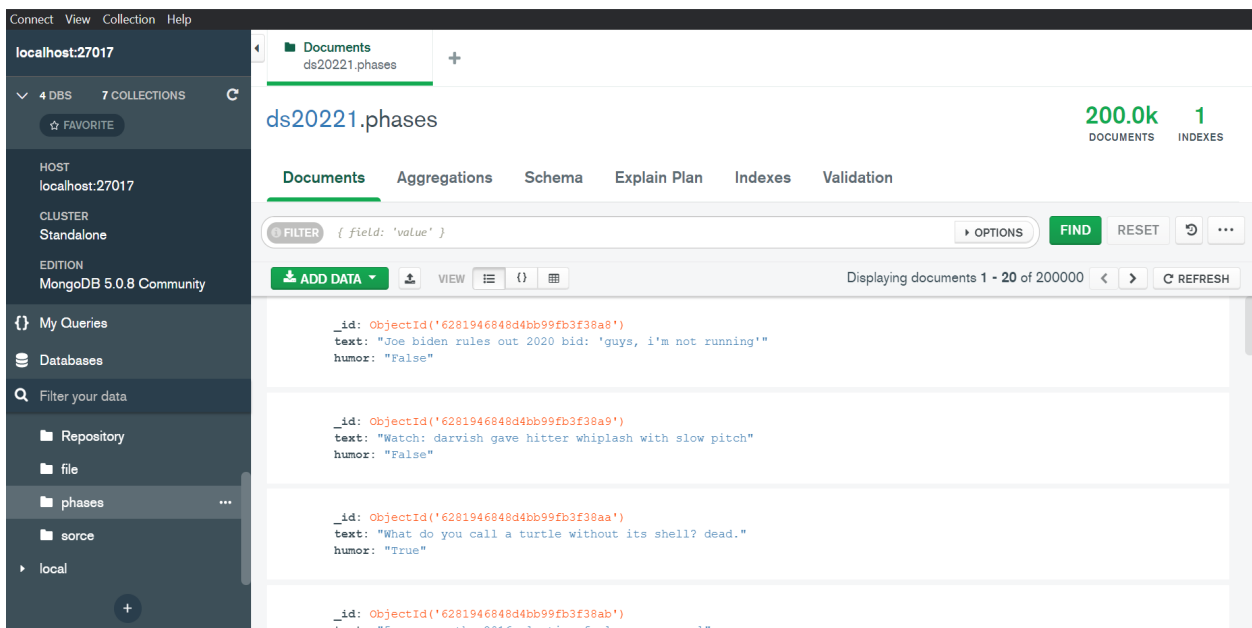 Connect View Collection Help
localhost:27017
4 DBS 7 COLLECTIONS
FAVORITE
HOST
localhost:27017
CLUSTER
Standalone
EDITION
MongoDB 5.0.8 Community
{} My Queries
Databases
Filter your data
Repository
file
phases
sorce
local
+
Documents
ds20221.phases
+
ds20221.phases
200.0k
DOCUMENTS
1
INDEXES
Documents Aggregations Schema Explain Plan Indexes Validation
FILTER { field: 'value' }
OPTIONS
FIND
RESET
ADD DATA
VIEW
{}
Displaying documents 1 - 20 of 200000
REFRESH
_id: ObjectId('6281946848d4bb99fb3f38a8')
text: "Joe biden rules out 2020 bid: 'guys, i'm not running'"
humor: "False"
_id: ObjectId('6281946848d4bb99fb3f38a9')
text: "Watch: darvish gave hitter whiplash with slow pitch"
humor: "False"
_id: ObjectId('6281946848d4bb99fb3f38aa')
text: "What do you call a turtle without its shell? dead."
humor: "True"
_id: ObjectId('6281946848d4bb99fb3f38ab')